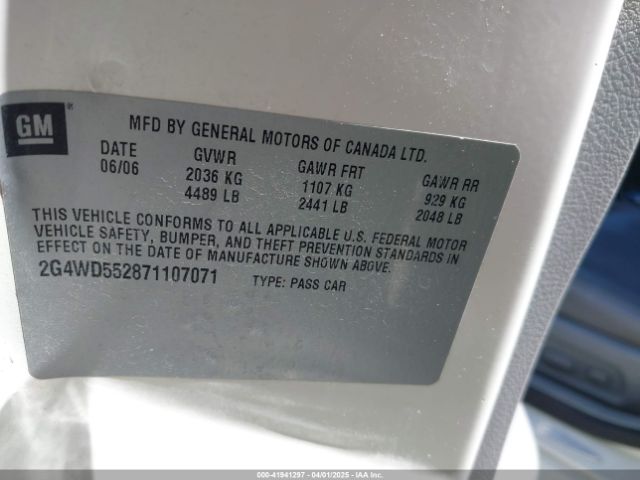 GM
MFD BY GENERAL MOTORS OF CANADA LTD.
DATE GVWR GAWR FRT GAWR RR
06/06 2036 KG 1107 KG 929 KG
4489 LB 2441 LB 2048 LB
THIS VEHICLE CONFORMS TO ALL APPLICABLE U.S. FEDERAL MOTOR
VEHICLE SAFETY, BUMPER, AND THEFT PREVENTION STANDARDS IN
EFFECT ON THE DATE OF MANUFACTURE SHOWN ABOVE.
2G4WD552871107071 TYPE: PASS CAR
000-41941297 - 04/01/2025 - IAA Inc.